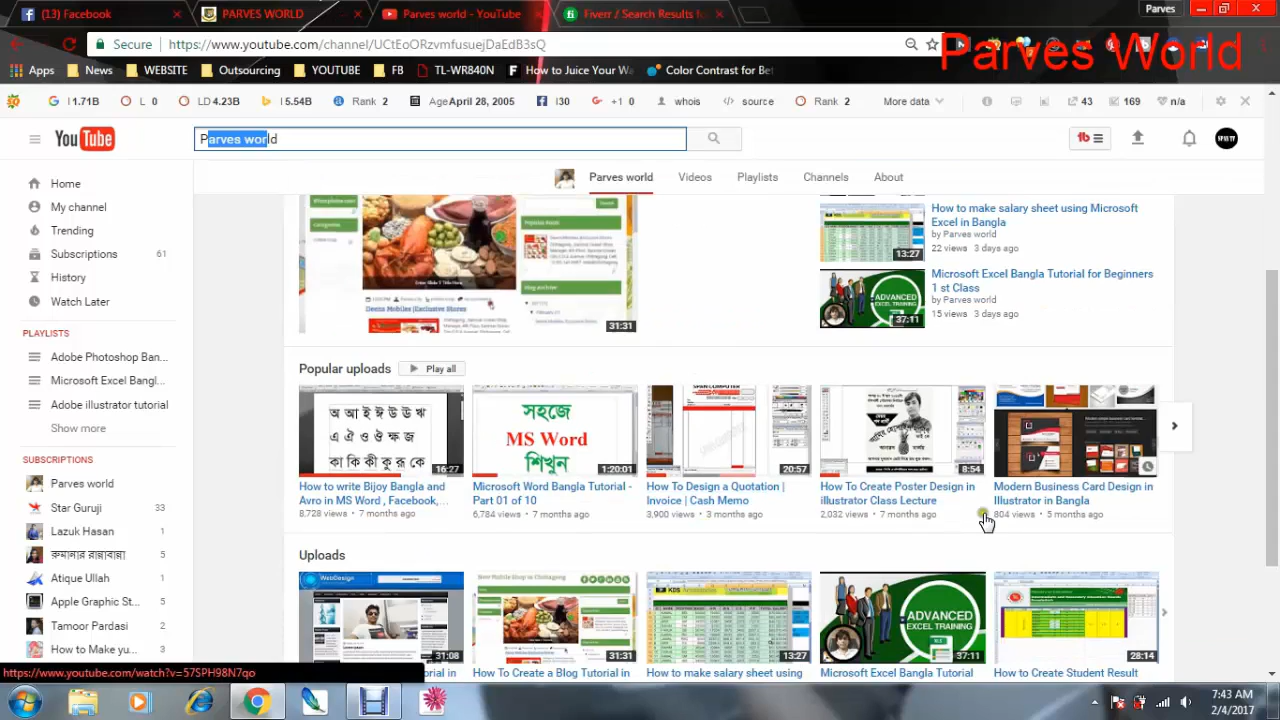 (13) Facebook
PARVES WORLD
Parves world - YouTube
Fiverr / Search Results f
Parves
Secure
https://www.youtube.com/channel/UCtEoORzvmfusuejDaEdB3sQ
Parves World
Apps
News
WEBSITE
Outsourcing
YOUTUBE
FB
TL-WR840N
How to Juice Your Wa
Color Contrast for Bet
I 1.71B
L 0
LD 4.23B
I 5.54B
Rank 2
Age April 28, 2005
I30
+1 0
whois
source
Rank 2
More data
43
169
n/a
YouTube
Parves world
Parves world
Videos
Playlists
Channels
About
Home
My channel
Trending
Subscriptions 61
History
Watch Later
PLAYLISTS
Adobe Photoshop Ban...
Microsoft Excel Bangl...
Adobe illustrator tutorial
Show more
SUBSCRIPTIONS
Parves world
Star Guruji 33
Lazuk Hasan 1
রুমানার রান্নাবান্না 5
Atique Ullah 1
Apple Graphic St...
Tamoor Pardasi
How to Make yu...
Deens Mobiles |Exclusive Stores
31:31
How to make salary sheet using Microsoft
Excel in Bangla
by Parves world
22 views 3 days ago
13:27
Microsoft Excel Bangla Tutorial for Beginners
1 st Class
by Parves world
15 views 3 days ago
ADVANCED
EXCEL TRAINING
37:11
Popular uploads
Play all
অ আ ই ঈ উ ঊ ঋ
এ ঐ ও ঔ ক্ষ জ্ঞ
কা কি কী কু কূ কে
16:27
How to write Bijoy Bangla and
Avro in MS Word , Facebook,...
8,728 views • 7 months ago
সহজে
MS Word
শিখুন
1:20:01
Microsoft Word Bangla Tutorial -
Part 01 of 10
6,784 views • 7 months ago
20:57
How To Design a Quotation |
Invoice | Cash Memo
3,900 views • 3 months ago
8:54
How To Create Poster Design in
illustrator Class Lecture
2,032 views • 7 months ago
Modern Business Card Design in
Illustrator in Bangla
804 views • 5 months ago
Uploads
WebDesign
31:08
31:31
13:27
ADVANCED
EXCEL TRAINING
37:11
28:14
How To Create a Blog Tutorial in
How to make salary sheet using
Microsoft Excel Bangla Tutorial
How to Create Student Result
https://www.youtube.com/watch?v=57SPH98N7qo
7:43 AM
2/4/2017